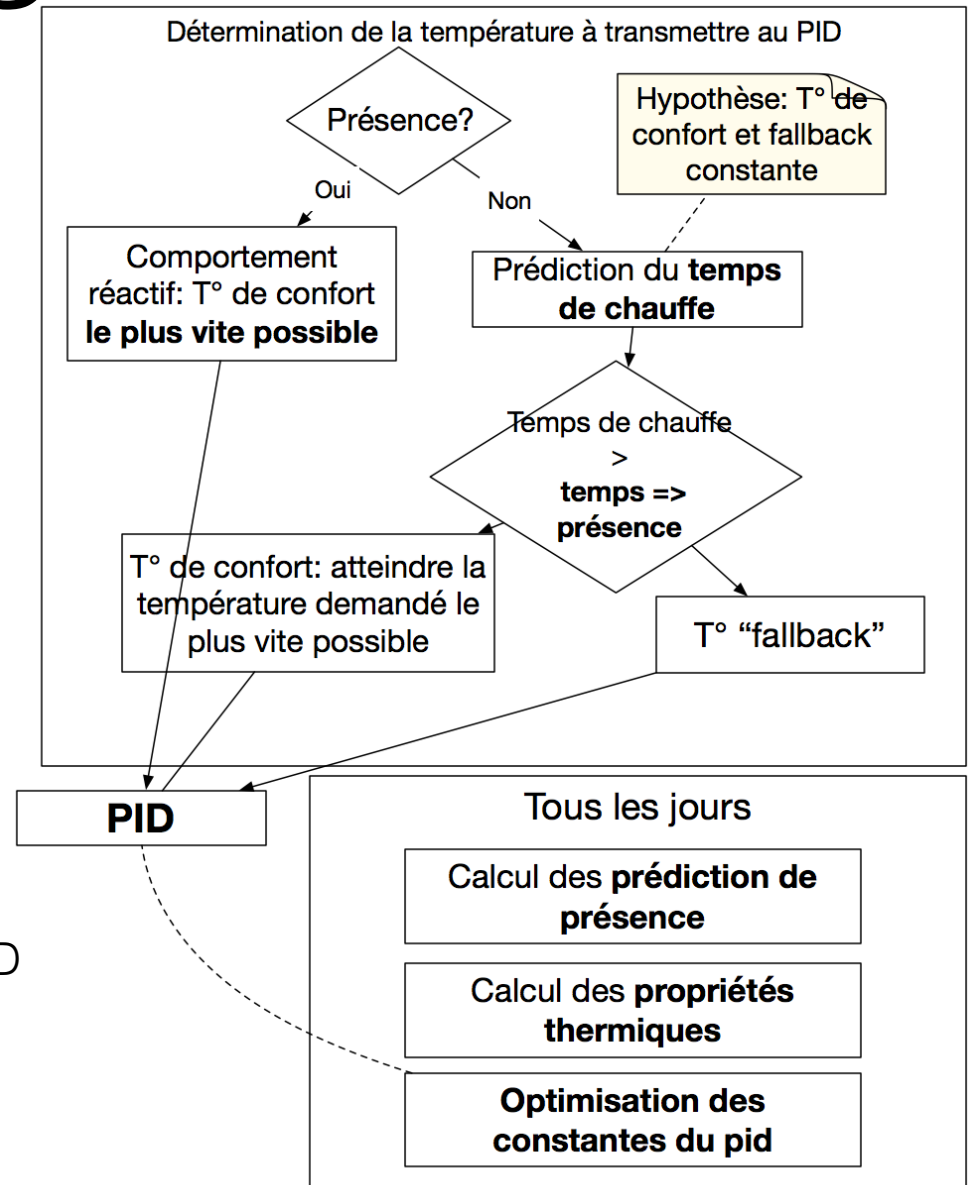 Détermination de la température à transmettre au PID
Présence?
Hypothèse: T° de
confort et fallback
constante
Oui
Non
Comportement
réactif: T° de confort
le plus vite possible
Prédiction du temps
de chauffe
Temps de chauffe
>
temps =>
présence
T° de confort: atteindre la
température demandé le
plus vite possible
T° “fallback”
PID
Tous les jours
Calcul des prédiction de
présence
Calcul des propriétés
thermiques
Optimisation des
constantes du pid